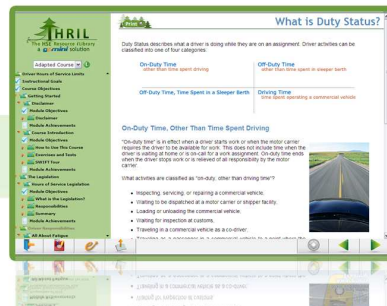 THRIL
The HSE Resource Library
a gomind solution
Adapted Course
Driver Hours of Service Limits
Instructional Goals
Course Objectives
Getting Started
Disclaimer
Module Objectives
Disclaimer
Module Achievements
Course Introduction
Module Objectives
How to Use This Course
Exercises and Tests
SWIFT Tour
Module Achievements
The Legislation
Hours of Service Legislation
Module Objectives
What is the Legislation?
Responsibilities
Summary
Module Achievements
Driver Responsibilities
All About Fatigue
Print
What is Duty Status?
Duty Status describes what a driver is doing while they are on an assignment. Driver activities can be
classified into one of four categories.
On-Duty Time
other than time spent driving
Off-Duty Time
other than time spent in sleeper berth
Off-Duty Time, Time Spent in a Sleeper Berth
Driving Time
time spent operating a commercial vehicle
On-Duty Time, Other Than Time Spent Driving
"On-duty time" is in effect when a driver starts work or when the motor carrier
requires the driver to be available for work. This does not include time when the
driver is waiting at home or is on-call for a work assignment. On-duty time ends
when the driver stops work or is relieved of all responsibility by the motor
carrier.
What activities are classified as "on-duty, other than driving time"?
• Inspecting, servicing, or repairing a commercial vehicle.
• Waiting to be dispatched at a motor carrier or shipper facility.
• Loading or unloading the commercial vehicle.
• Waiting for inspection at customs.
• Traveling in a commercial vehicle as a co-driver.